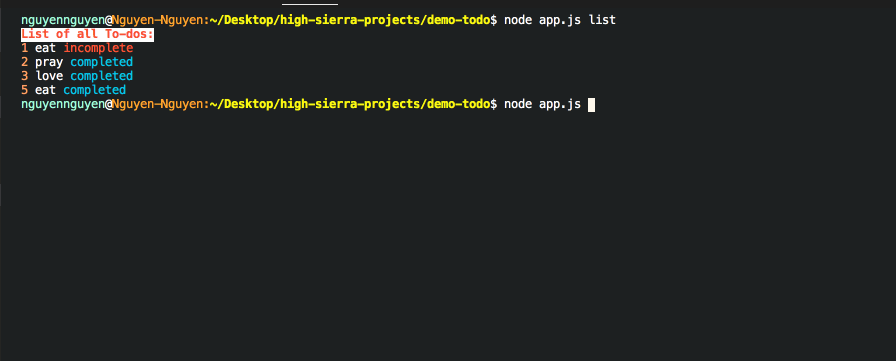 nguyennguyen@Nguyen-Nguyen:~/Desktop/high-sierra-projects/demo-todo$ node app.js list
List of all To-dos:
1 eat incomplete
2 pray completed
3 love completed
5 eat completed
nguyennguyen@Nguyen-Nguyen:~/Desktop/high-sierra-projects/demo-todo$ node app.js